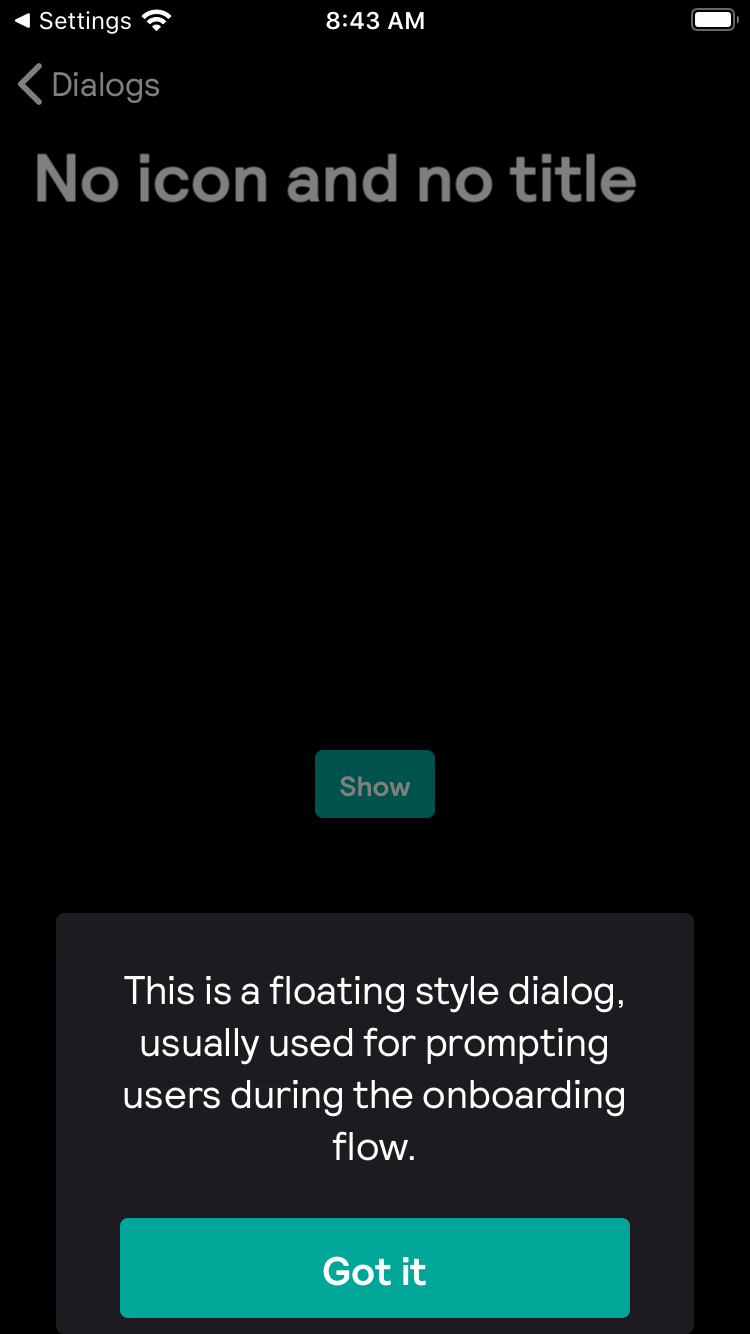 Settings 8:43 AM
Dialogs
No icon and no title
Show
This is a floating style dialog,
usually used for prompting
users during the onboarding
flow.
Got it